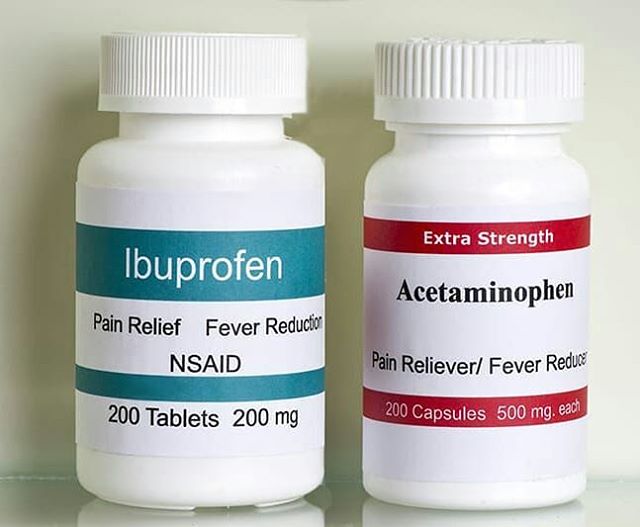 Ibuprofen
Pain Relief Fever Reduction
NSAID
200 Tablets 200 mg
Extra Strength
Acetaminophen
Pain Reliever/ Fever Reducer
200 Capsules 500 mg. each